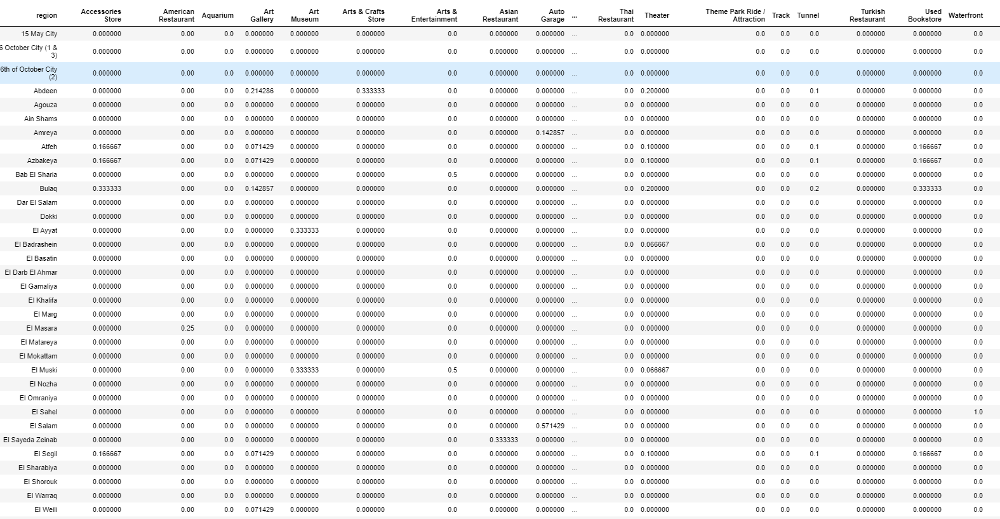 region Accessories Store American Restaurant Aquarium Art Gallery Art Museum Arts & Crafts Store Arts & Entertainment Asian Restaurant Auto Garage ... Thai Restaurant Theater Theme Park Ride / Attraction Track Tunnel Turkish Restaurant Used Bookstore Waterfront
15 May City 0.000000 0.00 0.0 0.000000 0.000000 0.000000 0.0 0.000000 0.000000 ... 0.0 0.000000 0.0 0.0 0.0 0.000000 0.000000 0.0
6 October City (1 & 3) 0.000000 0.00 0.0 0.000000 0.000000 0.000000 0.0 0.000000 0.000000 ... 0.0 0.000000 0.0 0.0 0.0 0.000000 0.000000 0.0
6th of October City (2) 0.000000 0.00 0.0 0.000000 0.000000 0.000000 0.0 0.000000 0.000000 ... 0.0 0.000000 0.0 0.0 0.0 0.000000 0.000000 0.0
Abdeen 0.000000 0.00 0.0 0.214286 0.000000 0.333333 0.0 0.000000 0.000000 ... 0.0 0.200000 0.0 0.0 0.1 0.000000 0.000000 0.0
Agouza 0.000000 0.00 0.0 0.000000 0.000000 0.000000 0.0 0.000000 0.000000 ... 0.0 0.000000 0.0 0.0 0.0 0.000000 0.000000 0.0
Ain Shams 0.000000 0.00 0.0 0.000000 0.000000 0.000000 0.0 0.000000 0.000000 ... 0.0 0.000000 0.0 0.0 0.0 0.000000 0.000000 0.0
Amreya 0.000000 0.00 0.0 0.000000 0.000000 0.000000 0.0 0.000000 0.142857 ... 0.0 0.000000 0.0 0.0 0.0 0.000000 0.000000 0.0
Atfeh 0.166667 0.00 0.0 0.071429 0.000000 0.000000 0.0 0.000000 0.000000 ... 0.0 0.100000 0.0 0.0 0.1 0.000000 0.166667 0.0
Azbakeya 0.166667 0.00 0.0 0.071429 0.000000 0.000000 0.0 0.000000 0.000000 ... 0.0 0.100000 0.0 0.0 0.1 0.000000 0.166667 0.0
Bab El Sharia 0.000000 0.00 0.0 0.000000 0.000000 0.000000 0.5 0.000000 0.000000 ... 0.0 0.000000 0.0 0.0 0.0 0.000000 0.000000 0.0
Bulaq 0.333333 0.00 0.0 0.142857 0.000000 0.000000 0.0 0.000000 0.000000 ... 0.0 0.200000 0.0 0.0 0.2 0.000000 0.333333 0.0
Dar El Salam 0.000000 0.00 0.0 0.000000 0.000000 0.000000 0.0 0.000000 0.000000 ... 0.0 0.000000 0.0 0.0 0.0 0.000000 0.000000 0.0
Dokki 0.000000 0.00 0.0 0.000000 0.000000 0.000000 0.0 0.000000 0.000000 ... 0.0 0.000000 0.0 0.0 0.0 0.000000 0.000000 0.0
El Ayyat 0.000000 0.00 0.0 0.000000 0.333333 0.000000 0.0 0.000000 0.000000 ... 0.0 0.000000 0.0 0.0 0.0 0.000000 0.000000 0.0
El Badrashein 0.000000 0.00 0.0 0.000000 0.000000 0.000000 0.0 0.000000 0.000000 ... 0.0 0.066667 0.0 0.0 0.0 0.000000 0.000000 0.0
El Basatin 0.000000 0.00 0.0 0.000000 0.000000 0.000000 0.0 0.000000 0.000000 ... 0.0 0.000000 0.0 0.0 0.0 0.000000 0.000000 0.0
El Darb El Ahmar 0.000000 0.00 0.0 0.000000 0.000000 0.000000 0.0 0.000000 0.000000 ... 0.0 0.000000 0.0 0.0 0.0 0.000000 0.000000 0.0
El Gamaliya 0.000000 0.00 0.0 0.000000 0.000000 0.000000 0.0 0.000000 0.000000 ... 0.0 0.000000 0.0 0.0 0.0 0.000000 0.000000 0.0
El Khalifa 0.000000 0.00 0.0 0.000000 0.000000 0.000000 0.0 0.000000 0.000000 ... 0.0 0.000000 0.0 0.0 0.0 0.000000 0.000000 0.0
El Marg 0.000000 0.00 0.0 0.000000 0.000000 0.000000 0.0 0.000000 0.000000 ... 0.0 0.000000 0.0 0.0 0.0 0.000000 0.000000 0.0
El Masara 0.000000 0.25 0.0 0.000000 0.000000 0.000000 0.0 0.000000 0.000000 ... 0.0 0.000000 0.0 0.0 0.0 0.000000 0.000000 0.0
El Matareya 0.000000 0.00 0.0 0.000000 0.000000 0.000000 0.0 0.000000 0.000000 ... 0.0 0.000000 0.0 0.0 0.0 0.000000 0.000000 0.0
El Mokattam 0.000000 0.00 0.0 0.000000 0.000000 0.000000 0.0 0.000000 0.000000 ... 0.0 0.000000 0.0 0.0 0.0 0.000000 0.000000 0.0
El Muski 0.000000 0.00 0.0 0.000000 0.333333 0.000000 0.5 0.000000 0.000000 ... 0.0 0.066667 0.0 0.0 0.0 0.000000 0.000000 0.0
El Nozha 0.000000 0.00 0.0 0.000000 0.000000 0.000000 0.0 0.000000 0.000000 ... 0.0 0.000000 0.0 0.0 0.0 0.000000 0.000000 0.0
El Omraniya 0.000000 0.00 0.0 0.000000 0.000000 0.000000 0.0 0.000000 0.000000 ... 0.0 0.000000 0.0 0.0 0.0 0.000000 0.000000 0.0
El Sahel 0.000000 0.00 0.0 0.000000 0.000000 0.000000 0.0 0.000000 0.000000 ... 0.0 0.000000 0.0 0.0 0.0 0.000000 0.000000 1.0
El Salam 0.000000 0.00 0.0 0.000000 0.000000 0.000000 0.0 0.000000 0.571429 ... 0.0 0.000000 0.0 0.0 0.0 0.000000 0.000000 0.0
El Sayeda Zeinab 0.000000 0.00 0.0 0.000000 0.000000 0.000000 0.0 0.333333 0.000000 ... 0.0 0.000000 0.0 0.0 0.0 0.000000 0.000000 0.0
El Segil 0.166667 0.00 0.0 0.071429 0.000000 0.000000 0.0 0.000000 0.000000 ... 0.0 0.100000 0.0 0.0 0.1 0.000000 0.166667 0.0
El Sharabiya 0.000000 0.00 0.0 0.000000 0.000000 0.000000 0.0 0.000000 0.000000 ... 0.0 0.000000 0.0 0.0 0.0 0.000000 0.000000 0.0
El Shorouk 0.000000 0.00 0.0 0.000000 0.000000 0.000000 0.0 0.000000 0.000000 ... 0.0 0.000000 0.0 0.0 0.0 0.000000 0.000000 0.0
El Warraq 0.000000 0.00 0.0 0.000000 0.000000 0.000000 0.0 0.000000 0.000000 ... 0.0 0.000000 0.0 0.0 0.0 0.000000 0.000000 0.0
El Weili 0.000000 0.00 0.0 0.071429 0.000000 0.000000 0.0 0.000000 0.000000 ... 0.0 0.000000 0.0 0.0 0.0 0.000000 0.000000 0.0